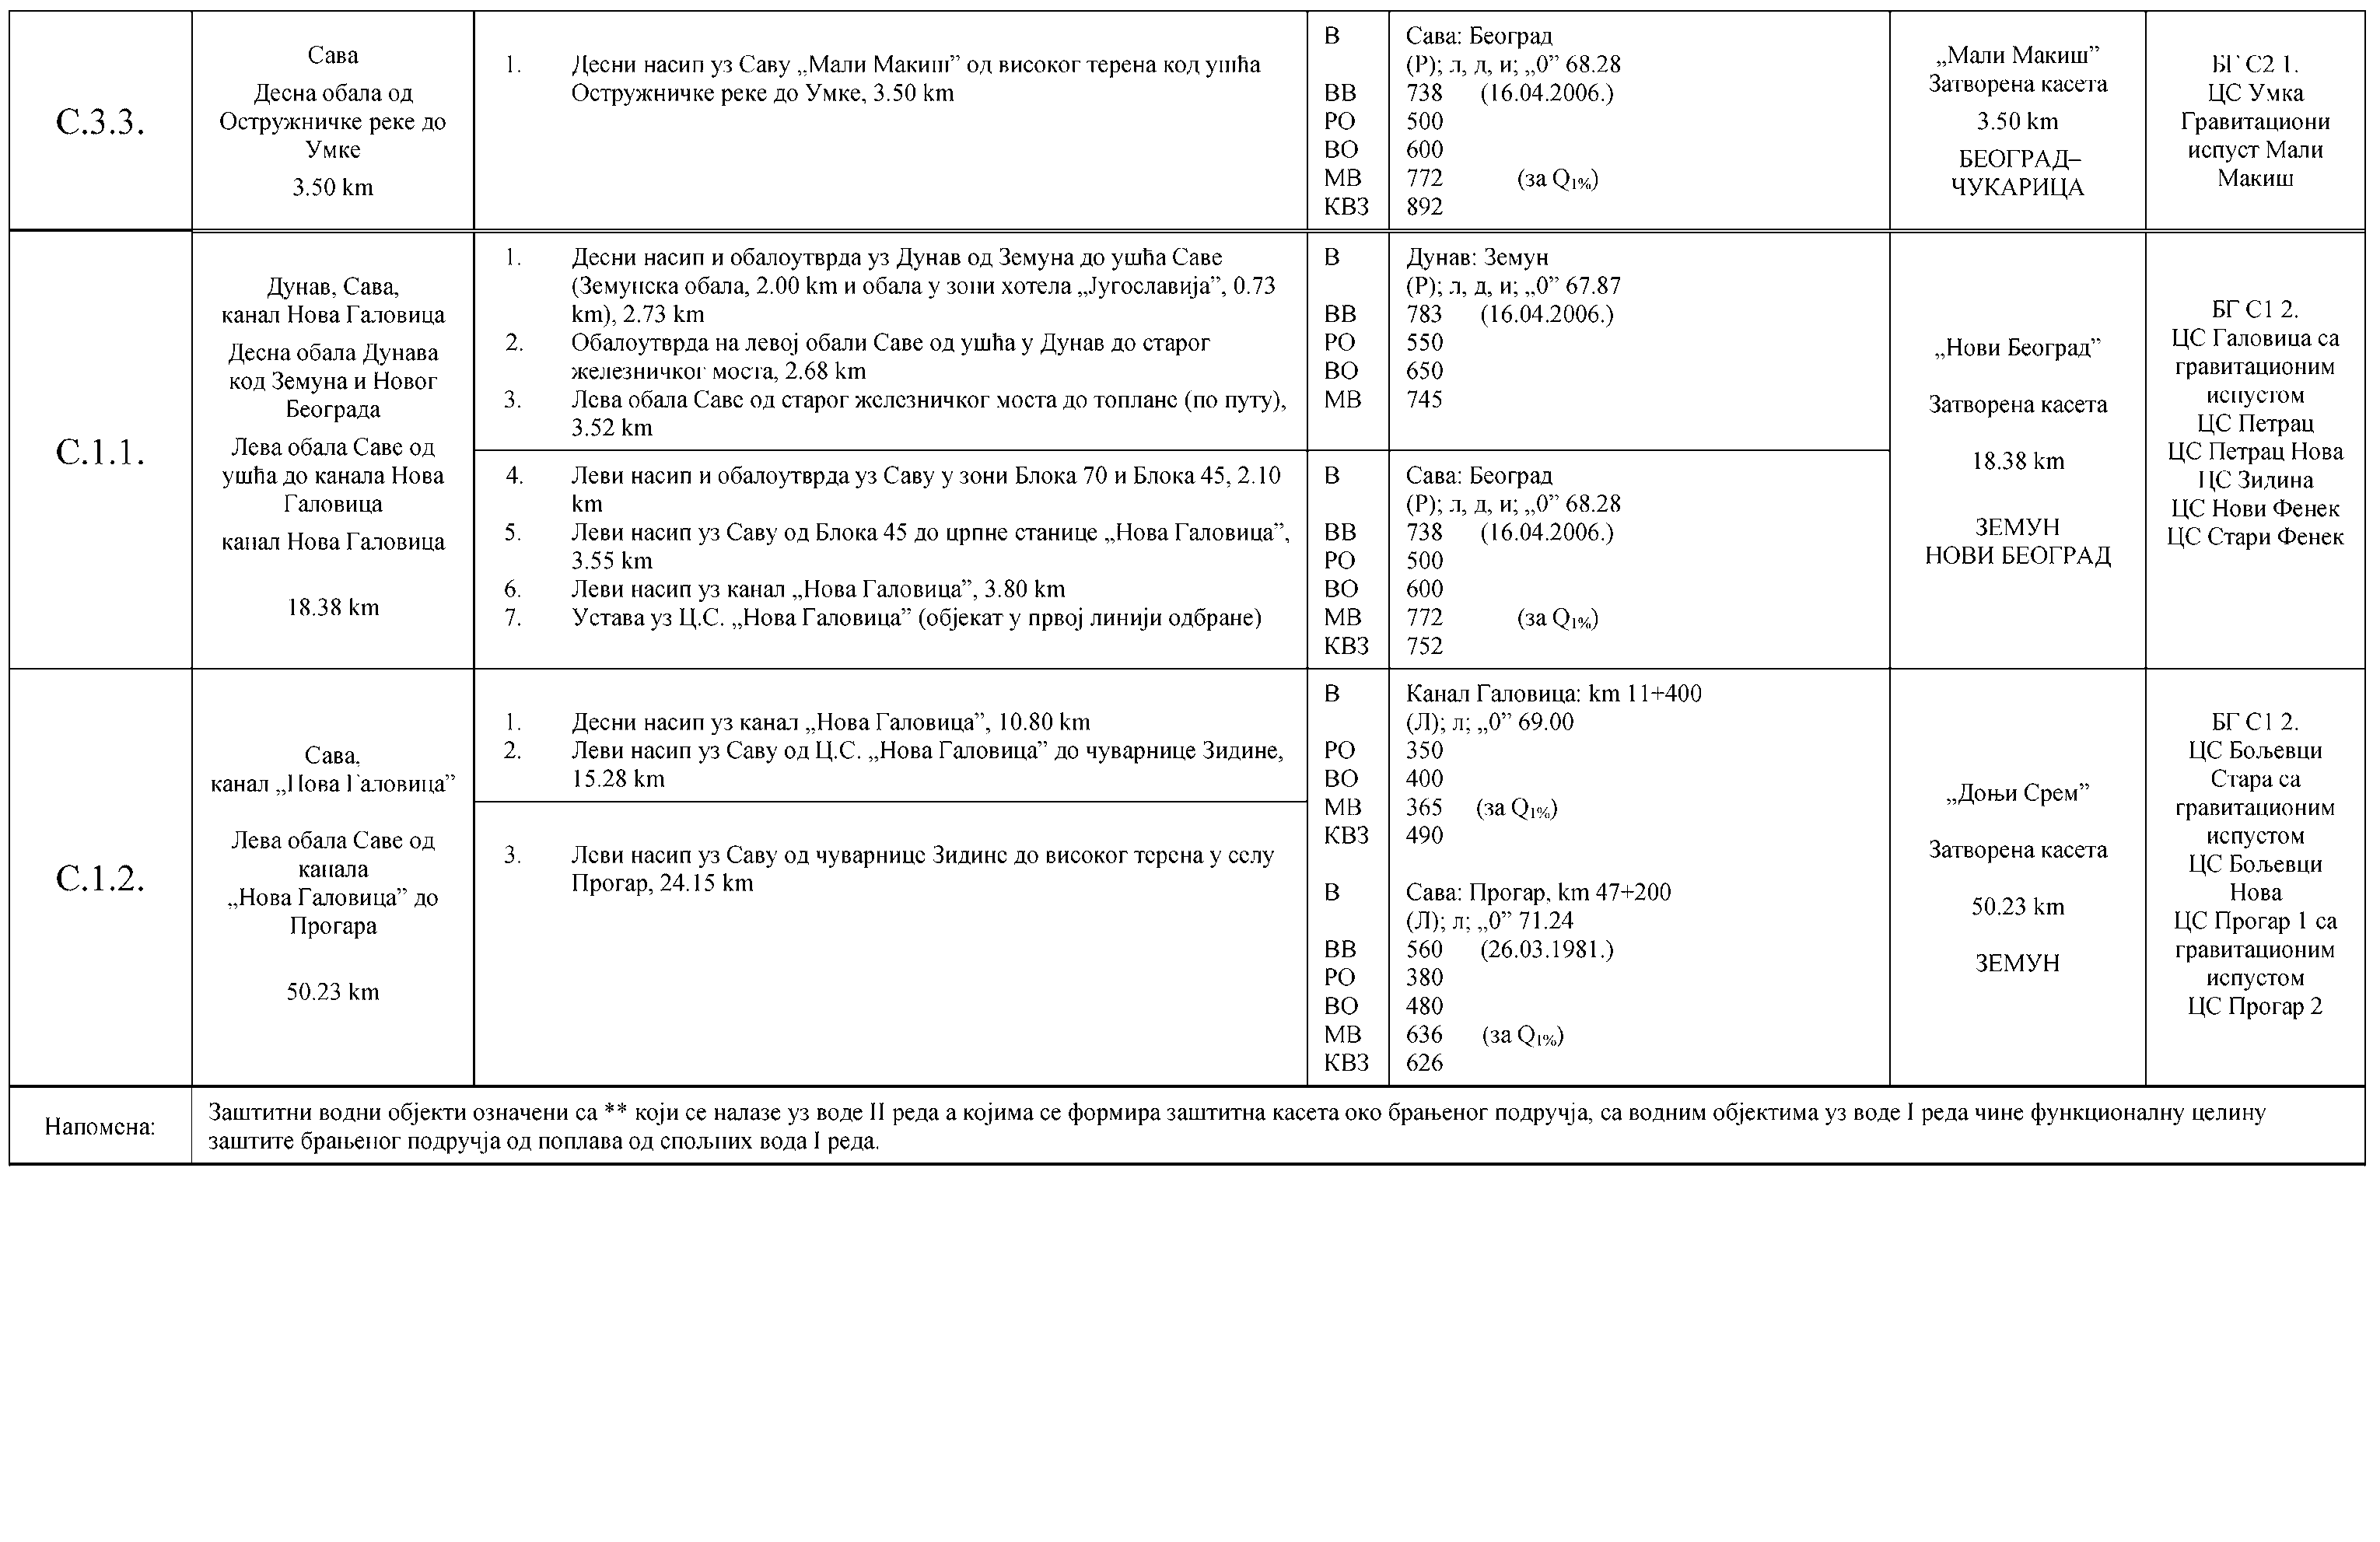 С.3.3.
Сава
Десна обала од
Остружничке реке до
Умке
3.50 km
1. Десни насип уз Саву „Мали Макиш” од високог терена код ушћа
Остружничке реке до Умке, 3.50 km
В Сава: Београд
(Р); л, д, и; „0” 68.28
ВВ 738 (16.04.2006.)
РО 500
ВО 600
МВ 772 (за Q1%)
КВЗ 892
„Мали Макиш”
Затворена касета
3.50 km
БЕОГРАД–
ЧУКАРИЦА
БГ С2 1.
ЦС Умка
Гравитациони
испуст Мали
Макиш
С.1.1.
Дунав, Сава,
канал Нова Галовица
Десна обала Дунава
код Земуна и Новог
Београда
Лева обала Саве од
ушћа до канала Нова
Галовица
канал Нова Галовица
18.38 km
1. Десни насип и обалоутврда уз Дунав од Земуна до ушћа Саве
(Земунска обала, 2.00 km и обала у зони хотела „Југославија”, 0.73
km), 2.73 km
2. Обалоутврда на левој обали Саве од ушћа у Дунав до старог
железничког моста, 2.68 km
3. Лева обала Саве од старог железничког моста до топлане (по путу),
3.52 km
В Дунав: Земун
(Р); л, д, и; „0” 67.87
ВВ 783 (16.04.2006.)
РО 550
ВО 650
МВ 745
4. Леви насип и обалоутврда уз Саву у зони Блока 70 и Блока 45, 2.10
km
5. Леви насип уз Саву од Блока 45 до црпне станице „Нова Галовица”,
3.55 km
6. Леви насип уз канал „Нова Галовица”, 3.80 km
7. Устава уз Ц.С. „Нова Галовица” (објекат у првој линији одбране)
В Сава: Београд
(Р); л, д, и; „0” 68.28
ВВ 738 (16.04.2006.)
РО 500
ВО 600
МВ 772 (за Q1%)
КВЗ 752
„Нови Београд”
Затворена касета
18.38 km
ЗЕМУН
НОВИ БЕОГРАД
БГ С1 2.
ЦС Галовица са
гравитационим
испустом
ЦС Петрац
ЦС Петрац Нова
ЦС Зидина
ЦС Нови Фенек
ЦС Стари Фенек
С.1.2.
Сава,
канал „Нова Галовица”
Лева обала Саве од
канала
„Нова Галовица” до
Прогара
50.23 km
1. Десни насип уз канал „Нова Галовица”, 10.80 km
2. Леви насип уз Саву од Ц.С. „Нова Галовица” до чуварнице Зидине,
15.28 km
3. Леви насип уз Саву од чуварнице Зидине до високог терена у селу
Прогар, 24.15 km
В Канал Галовица: km 11+400
(Л); л; „0” 69.00
РО 350
ВО 400
МВ 365 (за Q1%)
КВЗ 490
В Сава: Прогар, km 47+200
(Л); л; „0” 71.24
ВВ 560 (26.03.1981.)
РО 380
ВО 480
МВ 636 (за Q1%)
КВЗ 626
„Доњи Срем”
Затворена касета
50.23 km
ЗЕМУН
БГ С1 2.
ЦС Бољевци
Стара са
гравитационим
испустом
ЦС Бољевци
Нова
ЦС Прогар 1 са
гравитационим
испустом
ЦС Прогар 2
Напомена:
Заштитни водни објекти означени са ** који се налазе уз воде II реда а којима се формира заштитна касета око брањеног подручја, са водним објектима уз воде I реда чине функционалну целину
заштите брањеног подручја од поплава од спољних вода I реда.